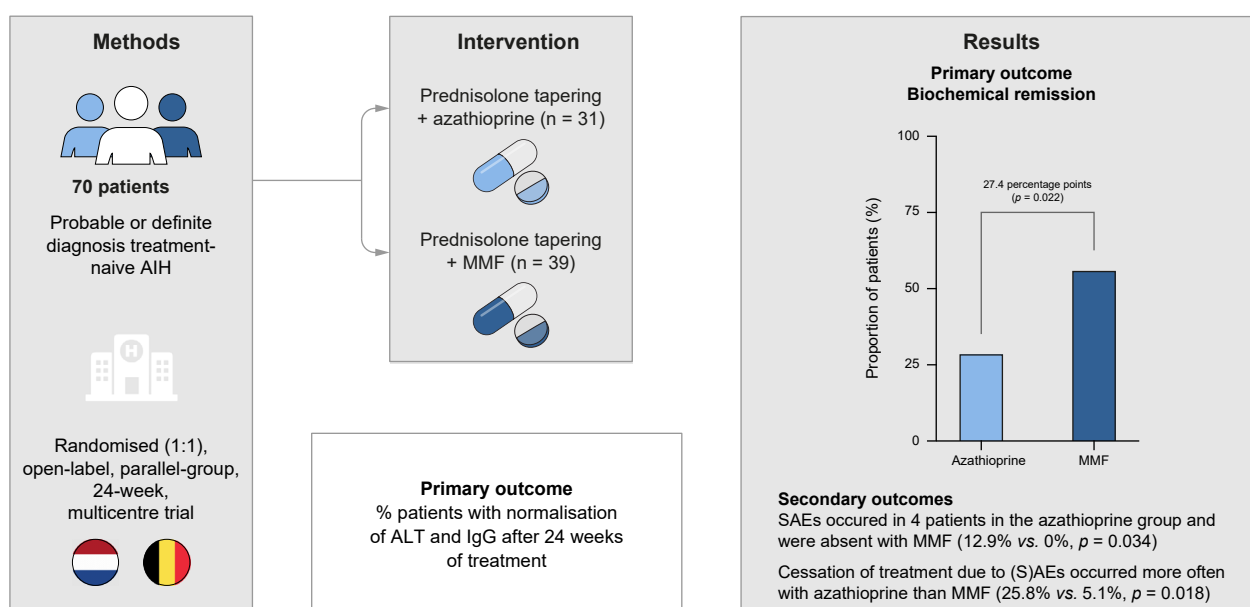 Methods
70 patients
Probable or definite
diagnosis treatment-
naive AIH
Randomised (1:1),
open-label, parallel-group,
24-week,
multicentre trial
Intervention
Prednisolone tapering
+ azathioprine (n = 31)
Prednisolone tapering
+ MMF (n = 39)
Primary outcome
% patients with normalisation
of ALT and IgG after 24 weeks
of treatment
Results
Primary outcome
Biochemical remission
Proportion of patients (%)
100
75
50
25
0
27.4 percentage points
(p = 0.022)
Azathioprine
MMF
Secondary outcomes
SAEs occured in 4 patients in the azathioprine group and
were absent with MMF (12.9% vs. 0%, p = 0.034)
Cessation of treatment due to (S)AEs occurred more often
with azathioprine than MMF (25.8% vs. 5.1%, p = 0.018)
H